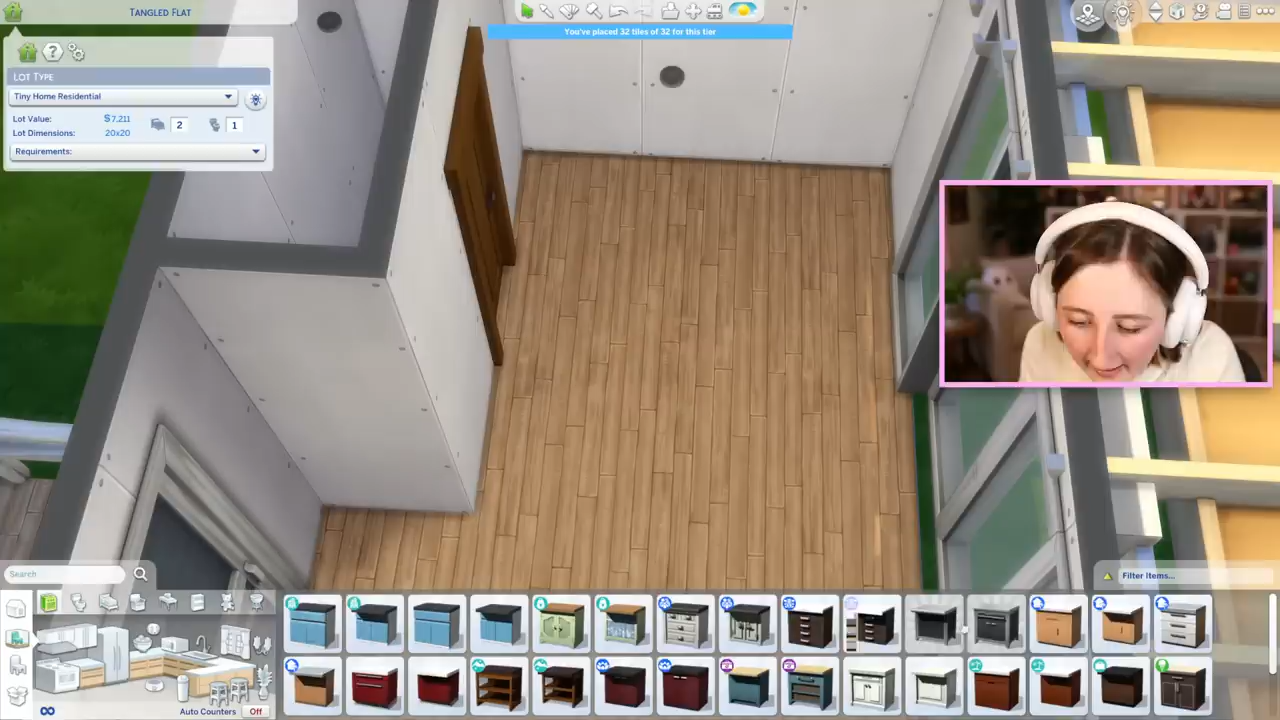 TANGLED FLAT
You've placed 32 tiles of 32 for this tier
LOT TYPE
Tiny Home Residential
Lot Value: $7,211
2
1
Lot Dimensions: 20x20
Requirements:
Search
Filter Items...
Auto Counters Off